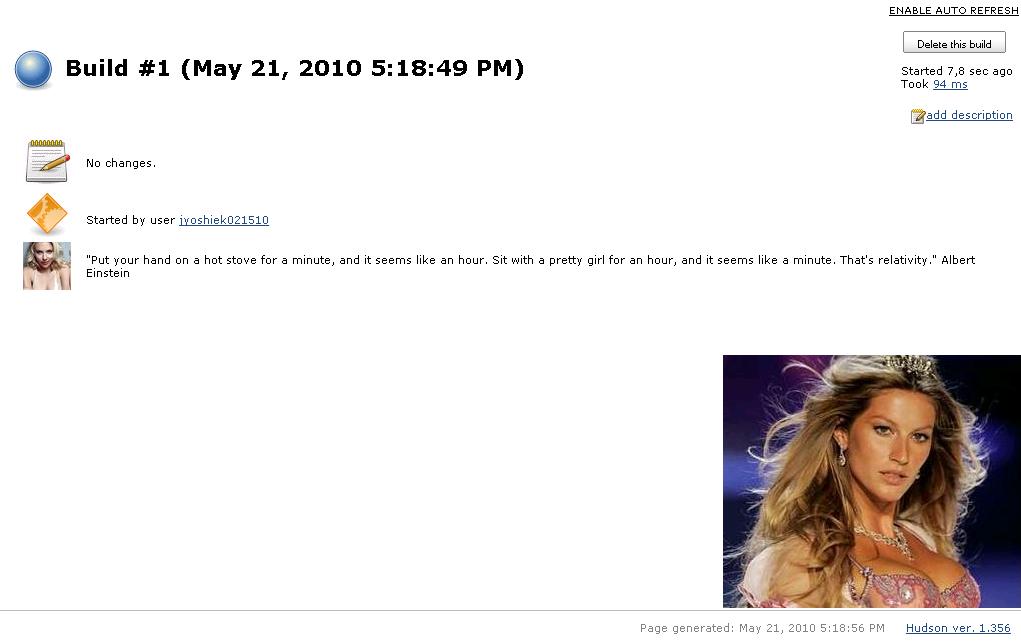 ENABLE AUTO REFRESH
Delete this build
Build #1 (May 21, 2010 5:18:49 PM)
Started 7,8 sec ago
Took 94 ms
add description
No changes.
Started by user jyoshiek021510
"Put your hand on a hot stove for a minute, and it seems like an hour. Sit with a pretty girl for an hour, and it seems like a minute. That's relativity." Albert
Einstein
Page generated: May 21, 2010 5:18:56 PM Hudson ver. 1.356